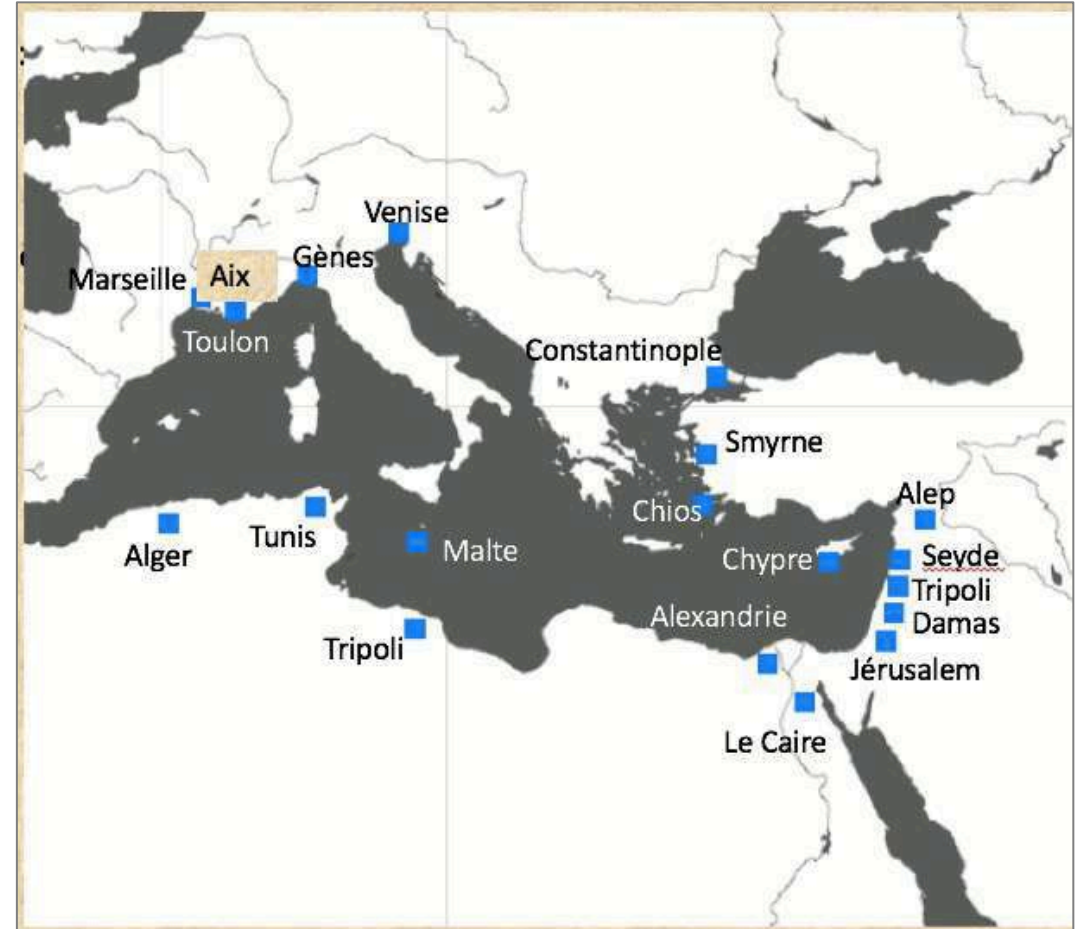 Venise
Gènes
Marseille
Aix
Toulon
Constantinople
Smyrne
Alep
Chios
Tunis
Alger
Malte
Chypre
Seyde
Tripoli
Alexandrie
Damas
Tripoli
Jérusalem
Le Caire